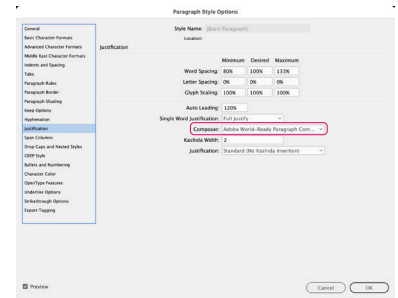 Paragraph Style Options
General
Basic Character Formats
Advanced Character Formats
Middle East Character Formats
Indents and Spacing
Tabs
Paragraph Rules
Paragraph Border
Paragraph Shading
Keep Options
Hyphenation
Justification
Span Columns
Drop Caps and Nested Styles
GREP Style
Bullets and Numbering
Character Color
OpenType Features
Underline Options
Strikethrough Options
Export Tagging
Style Name: [Basic Paragraph]
Location:
Justification
Minimum Desired Maximum
Word Spacing: 80% 100% 133%
Letter Spacing: 0% 0% 0%
Glyph Scaling: 100% 100% 100%
Auto Leading: 120%
Single Word Justification: Full Justify
Composer: Adobe World-Ready Paragraph Com...
Kashida Width: 2
Justification: Standard (No Kashida Insertion)
Preview
Cancel
OK